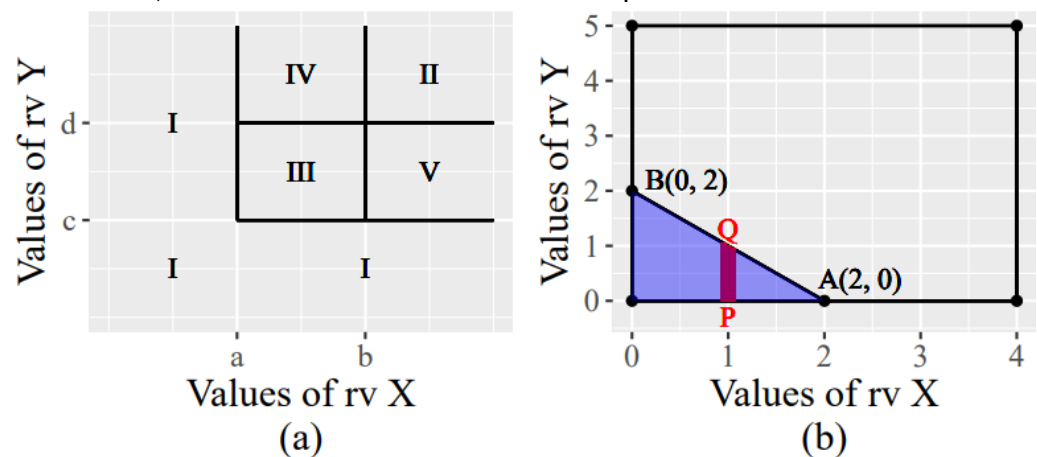 Values of rv Y
d
c
I
I
IV
II
III
V
I
a
b
Values of rv X
(a)
Values of rv Y
5
4
3
2
1
0
B(0, 2)
Q
A(2, 0)
P
0
1
2
3
4
Values of rv X
(b)